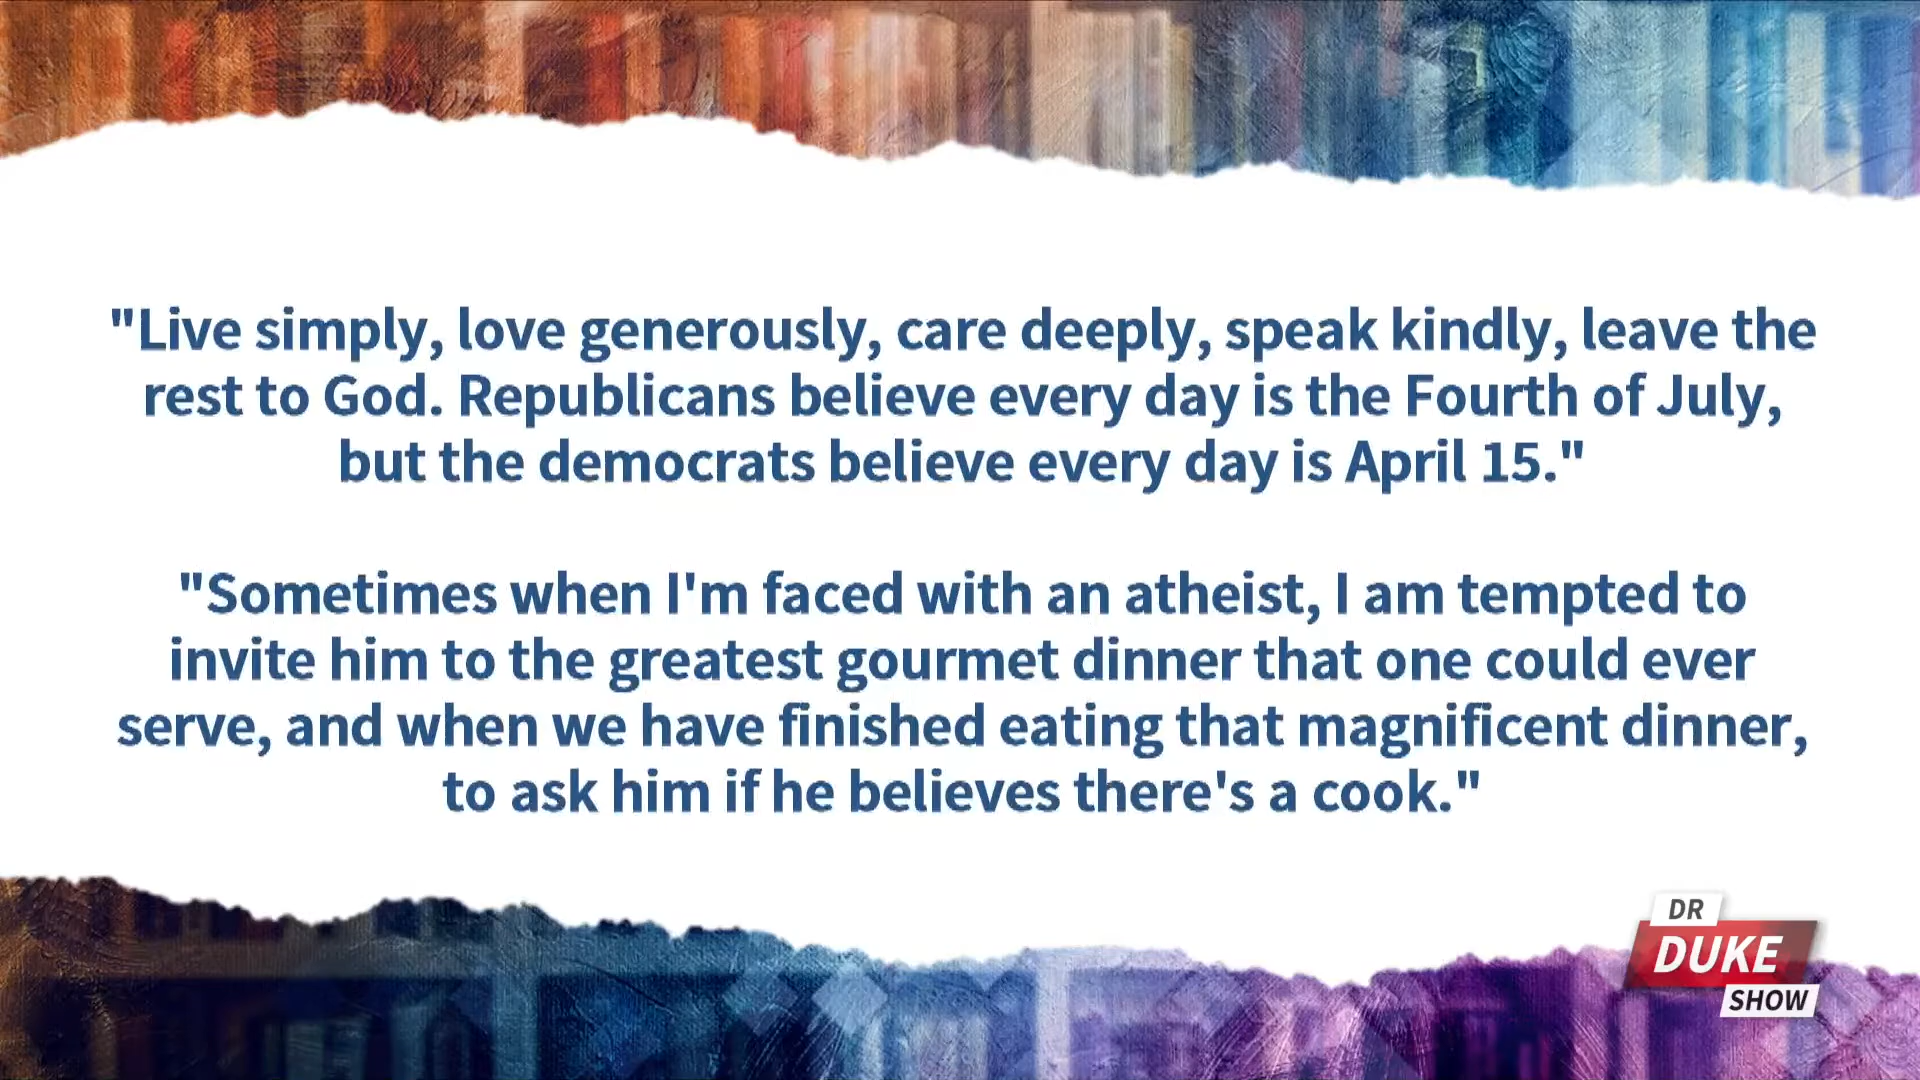 "Live simply, love generously, care deeply, speak kindly, leave the
rest to God. Republicans believe every day is the Fourth of July,
but the democrats believe every day is April 15."
"Sometimes when I'm faced with an atheist, I am tempted to
invite him to the greatest gourmet dinner that one could ever
serve, and when we have finished eating that magnificent dinner,
to ask him if he believes there's a cook."
DR
DUKE
SHOW